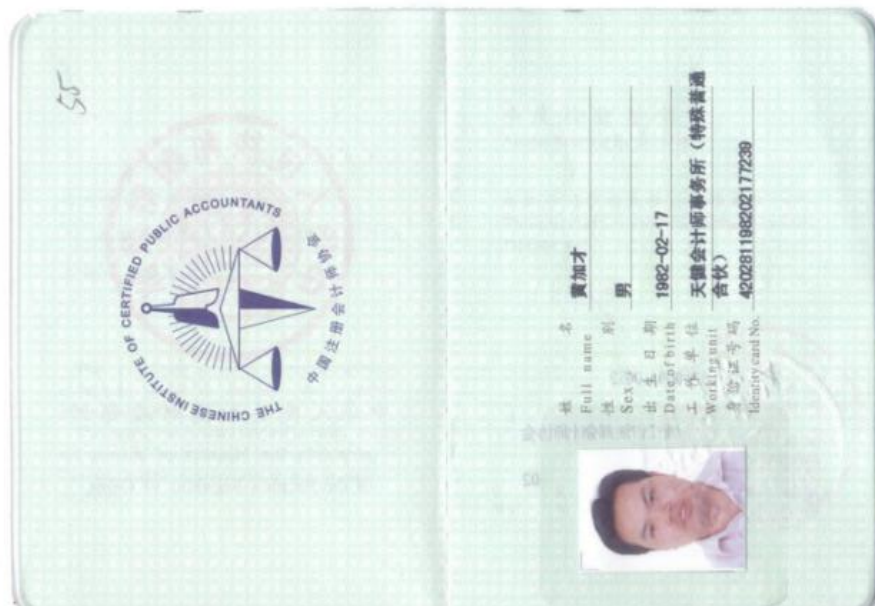 55
THE CHINESE INSTITUTE OF CERTIFIED PUBLIC ACCOUNTANTS
中国注册会计师协会
姓名 黄加才
Full name
性别 男
Sex
出生日期 1982-02-17
Date of birth
工作单位 天健会计师事务所（特殊普通
Working unit 合伙）
身份证号码 420281198202177239
Identity card No.